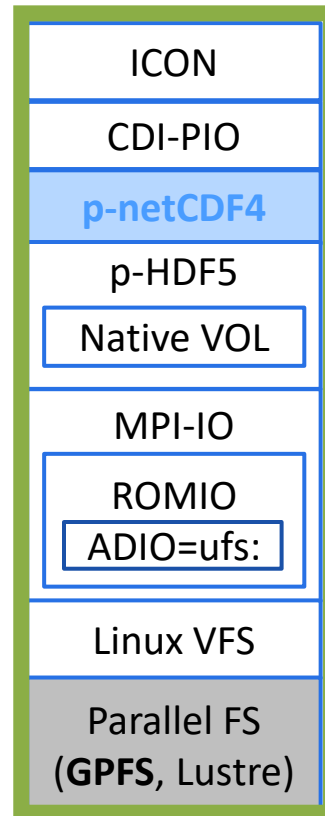 ICON
CDI-PIO
p-netCDF4
p-HDF5
Native VOL
MPI-IO
ROMIO
ADIO=ufs:
Linux VFS
Parallel FS
(GPFS, Lustre)